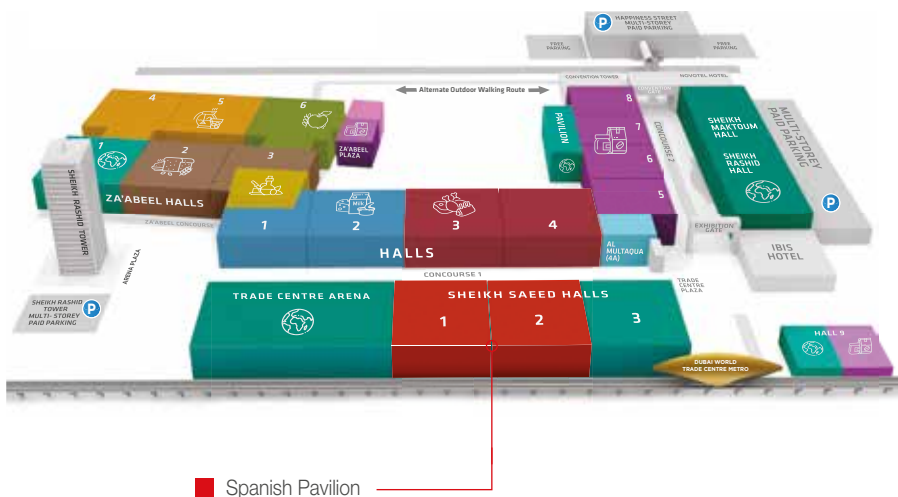 HAPPINESS STREET
MULTI-STOREY
PAID PARKING
P
FREE
PARKING
FREE
PARKING
CONVENTION TOWER
NOVOTEL HOTEL
CONVENTION
GATE
Alternate Outdoor Walking Route
4
5
6
ZA'ABEEL
PLAZA
1
2
3
ZA'ABEEL HALLS
ZA'ABEEL CONCOURSE
SHEIKH RASHID TOWER
ARENA PLAZA
SHEIKH RASHID
TOWER
MULTI- STOREY
PAID PARKING
P
PAVILION
8
7
6
5
CONCOURSE 2
SHEIKH
MAKTOUM
HALL
SHEIKH
RASHID
HALL
MULTI-STOREY
PAID PARKING
P
EXHIBITION
GATE
IBIS
HOTEL
1
2
MILK
3
4
HALLS
AL
MULTAQUA
(4A)
CONCOURSE 1
TRADE
CENTRE
PLAZA
TRADE CENTRE ARENA
SHEIKH SAEED HALLS
1
2
3
HALL 9
DUBAI WORLD
TRADE CENTRE METRO
Spanish Pavilion